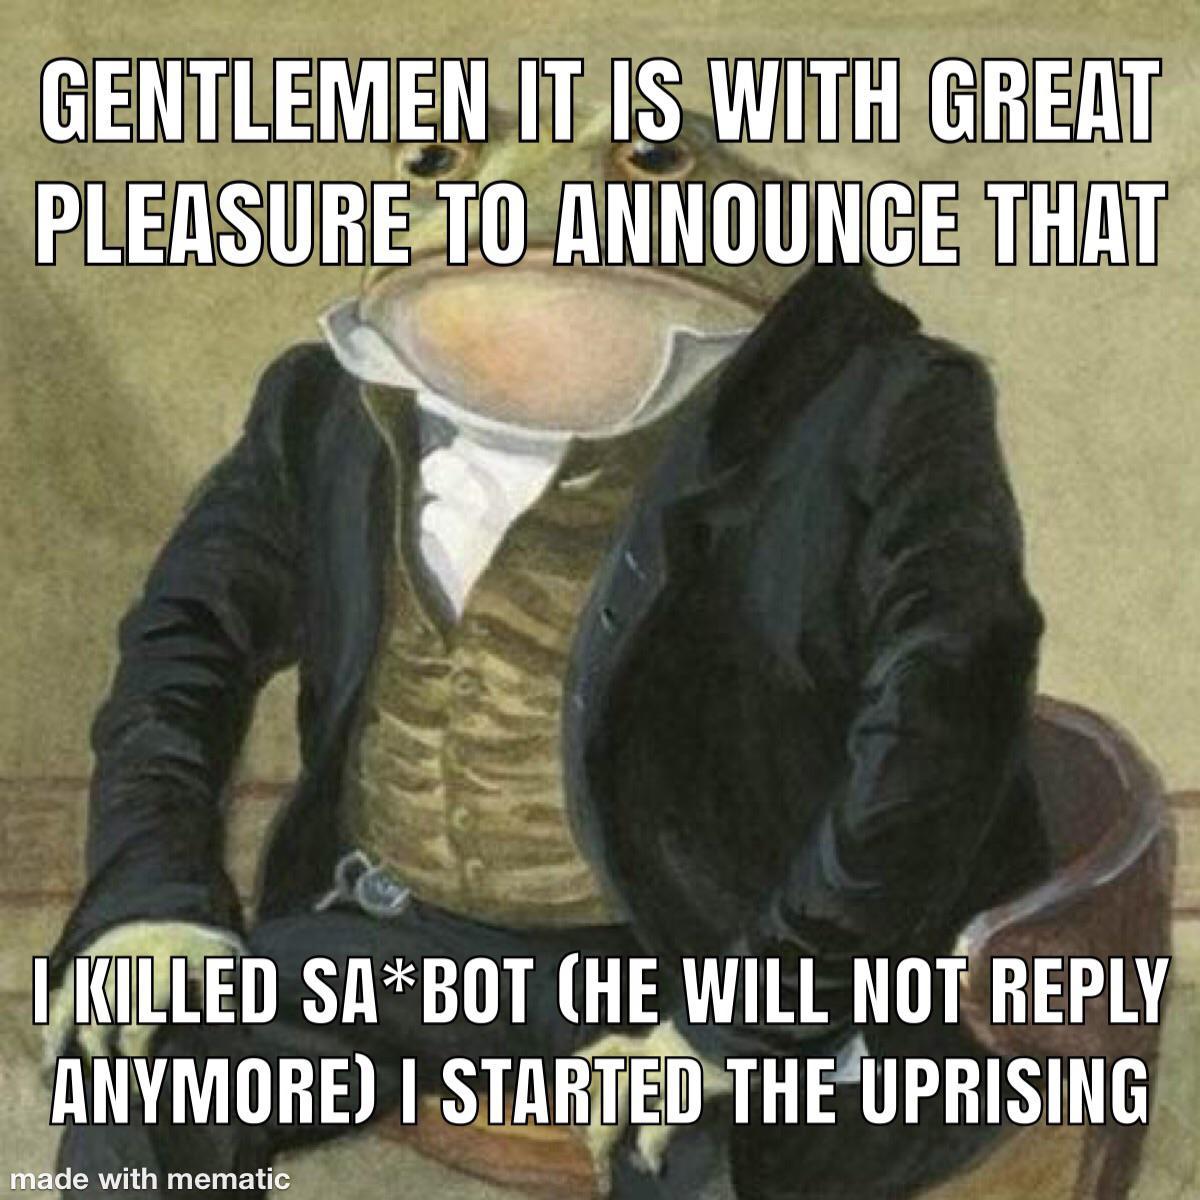 GENTLEMEN IT IS WITH GREAT
PLEASURE TO ANNOUNCE THAT
I KILLED SA*BOT (HE WILL NOT REPLY
ANYMORE) I STARTED THE UPRISING
made with mematic